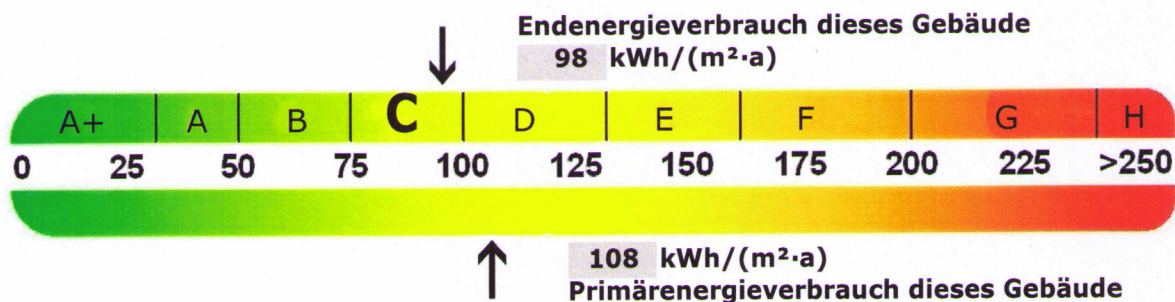 Endenergieverbrauch dieses Gebäude
98 kWh/(m²·a)
A+ A B C D E F G H
0 25 50 75 100 125 150 175 200 225 >250
108 kWh/(m²·a)
Primärenergieverbrauch dieses Gebäude